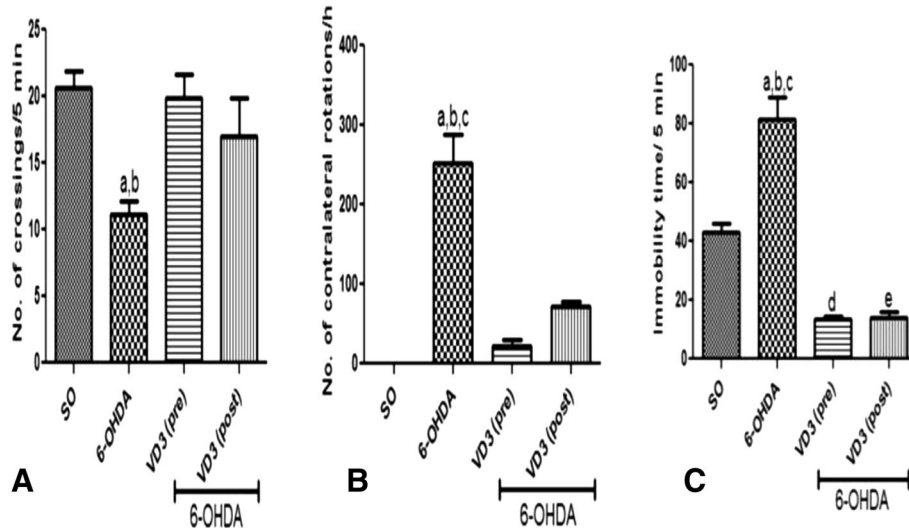 No. of crossings/5 min
25
20
15
10
5
0
a,b
SO
6-OHDA
VD3 (pre)
VD3 (post)
6-OHDA
A
No. of contralateral rotations/h
400
300
200
100
0
a,b,c
SO
6-OHDA
VD3 (pre)
VD3 (post)
6-OHDA
B
Immobility time/ 5 min
100
80
60
40
20
0
a,b,c
d
e
SO
6-OHDA
VD3 (pre)
VD3 (post)
6-OHDA
C